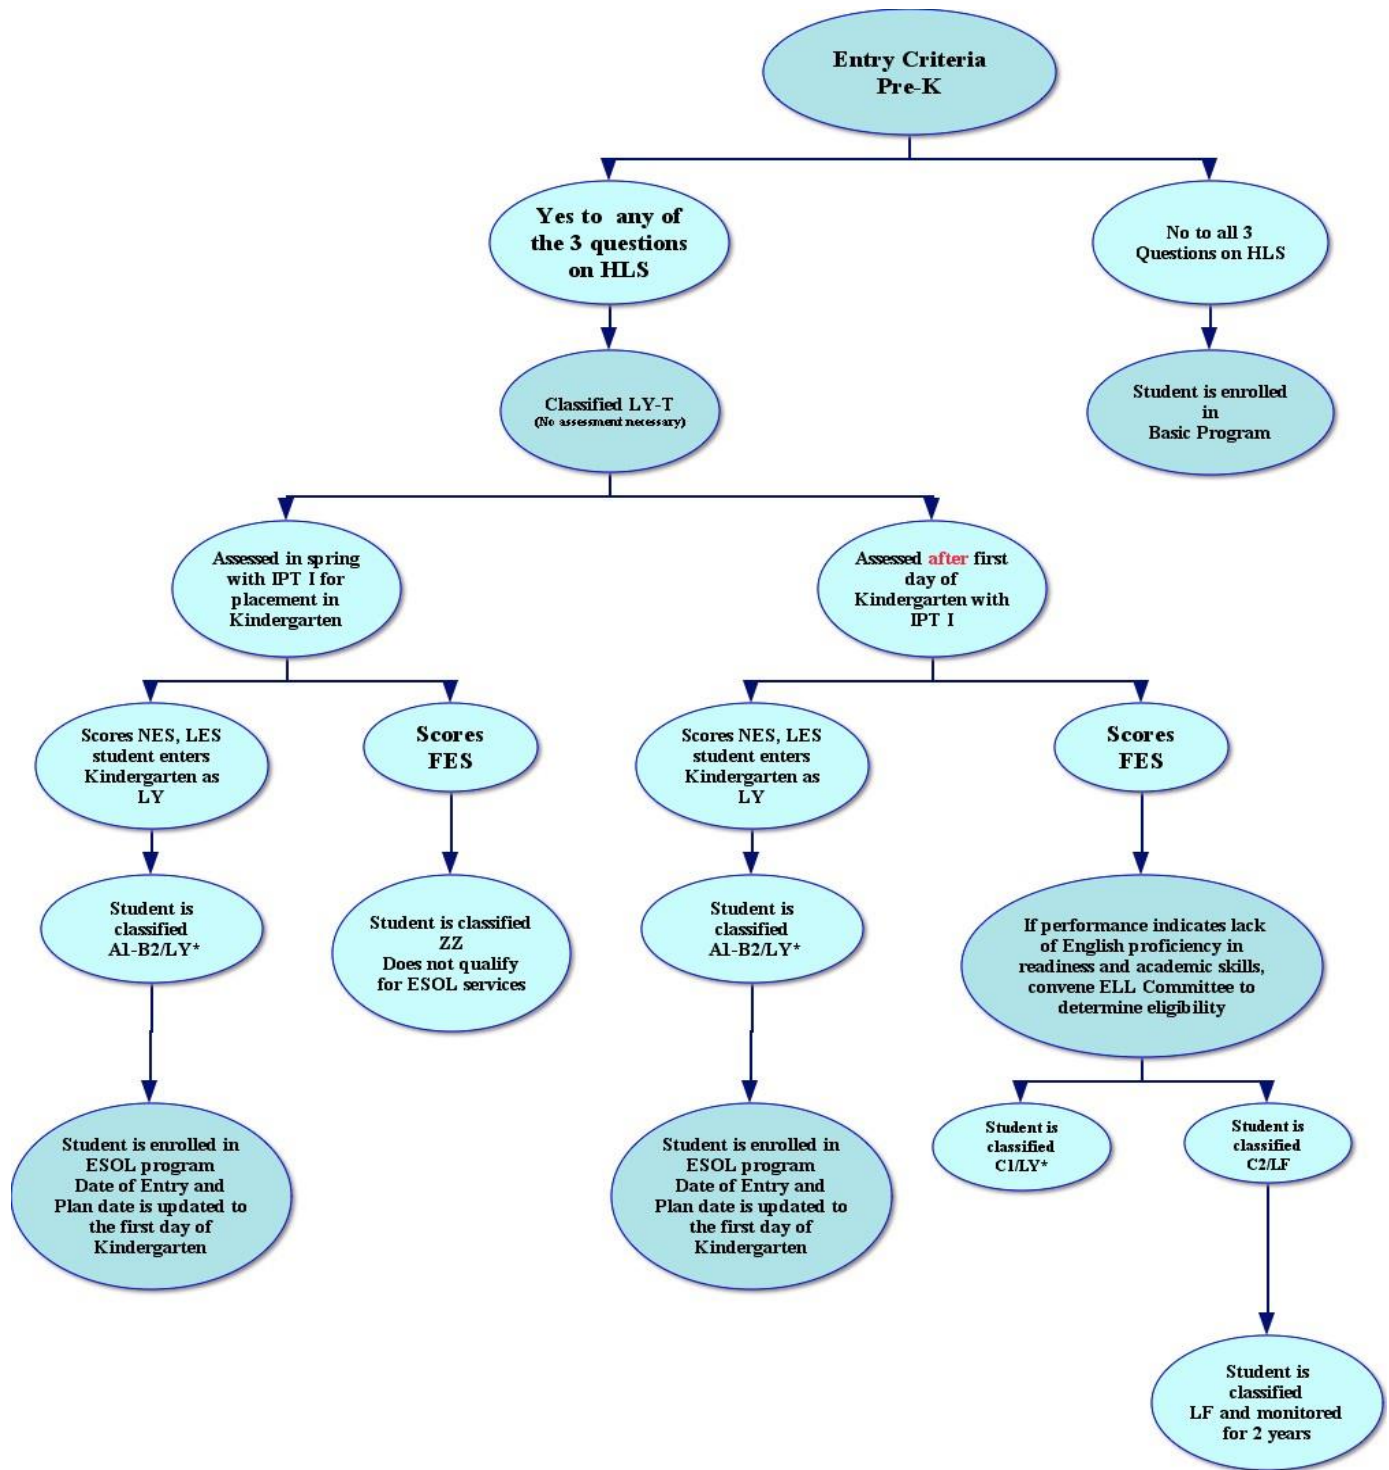 Entry Criteria
Pre-K
Yes to any of
the 3 questions
on HLS
No to all 3
Questions on HLS
Classified LY-T
(No assessment necessary)
Student is enrolled
in
Basic Program
Assessed in spring
with IPT I for
placement in
Kindergarten
Assessed after first
day of
Kindergarten with
IPT I
Scores NES, LES
student enters
Kindergarten as
LY
Scores
FES
Scores NES, LES
student enters
Kindergarten as
LY
Scores
FES
Student is
classified
A1-B2/LY*
Student is classified
ZZ
Does not qualify
for ESOL services
Student is
classified
A1-B2/LY*
If performance indicates lack
of English proficiency in
readiness and academic skills,
convene ELL Committee to
determine eligibility
Student is enrolled in
ESOL program
Date of Entry and
Plan date is updated to
the first day of
Kindergarten
Student is enrolled in
ESOL program
Date of Entry and
Plan date is updated to
the first day of
Kindergarten
Student is
classified
C1/LY*
Student is
classified
C2/LF
Student is
classified
LF and monitored
for 2 years